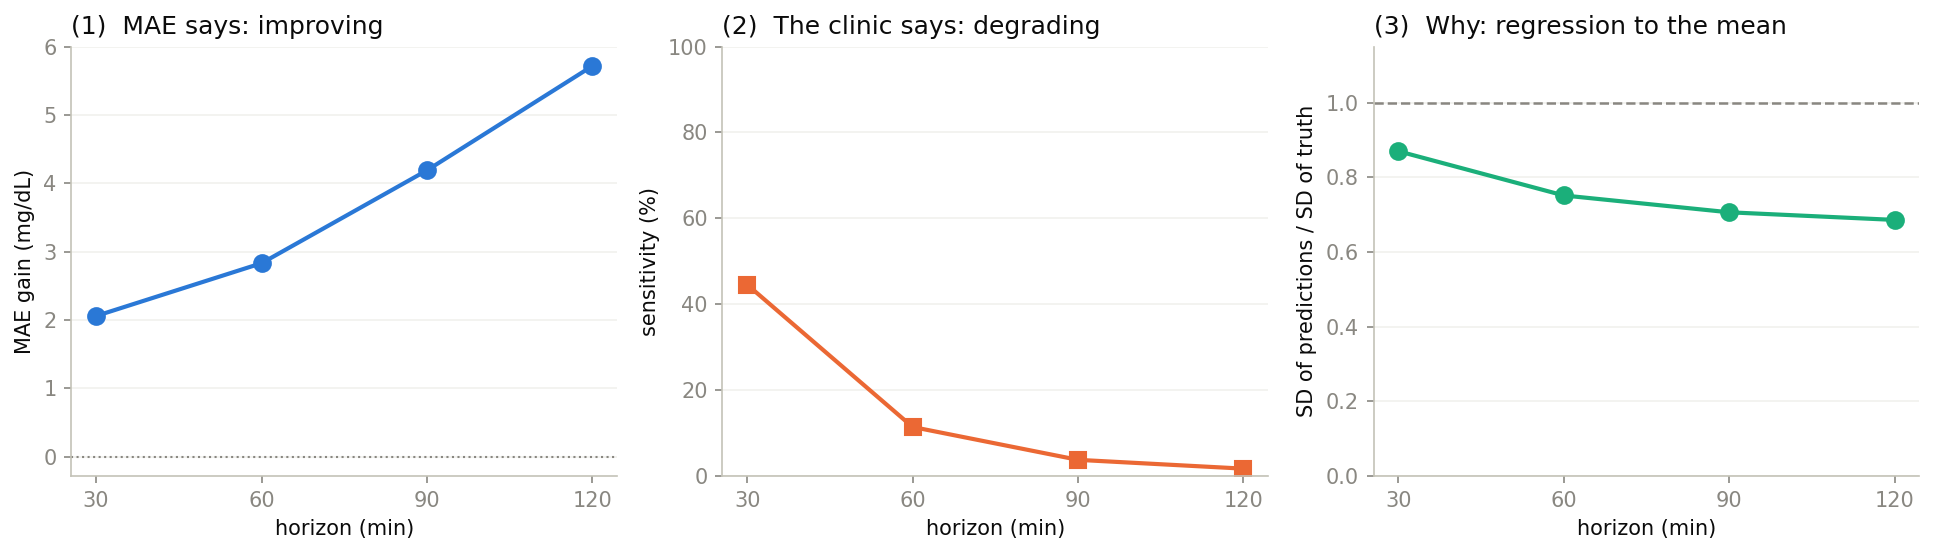 (1)  MAE says: improving
MAE gain (mg/dL)
6
5
4
3
2
1
0
30 60 90 120
horizon (min)
(2)  The clinic says: degrading
sensitivity (%)
100
80
60
40
20
0
30 60 90 120
horizon (min)
(3)  Why: regression to the mean
SD of predictions / SD of truth
1.0
0.8
0.6
0.4
0.2
0.0
30 60 90 120
horizon (min)